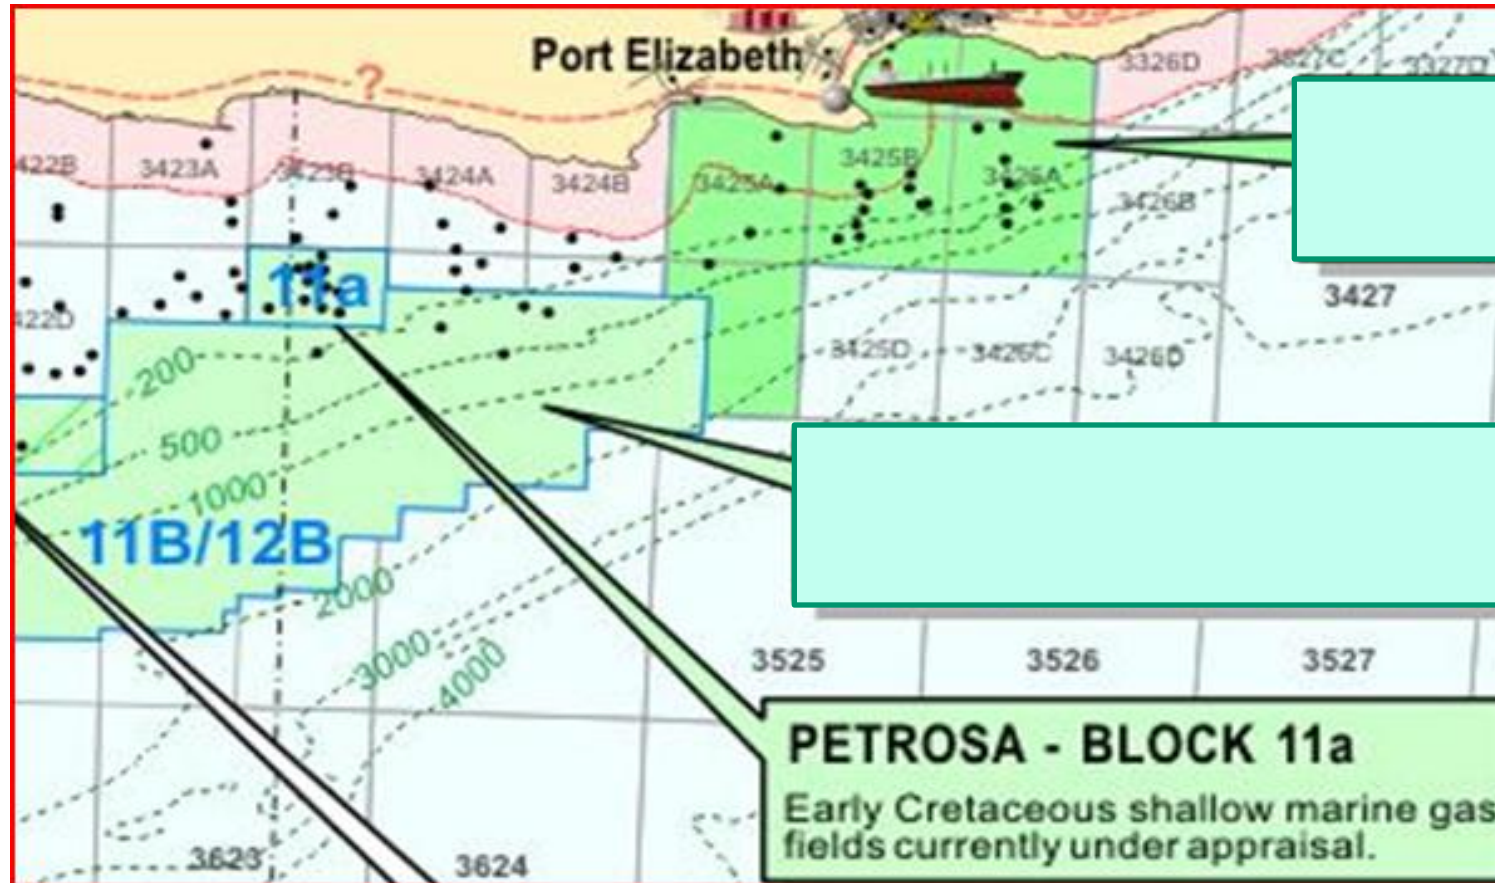 Port Elizabeth
?
3326D
3327C
3327D
422B
3423A
3423B
3424A
3424B
3425A
3425B
3426A
3426B
11a
3427
422D
3425D
3426C
3426D
200
500
1000
11B/12B
2000
3000
4000
3525
3526
3527
PETROSA - BLOCK 11a
Early Cretaceous shallow marine gas
fields currently under appraisal.
3623
3624